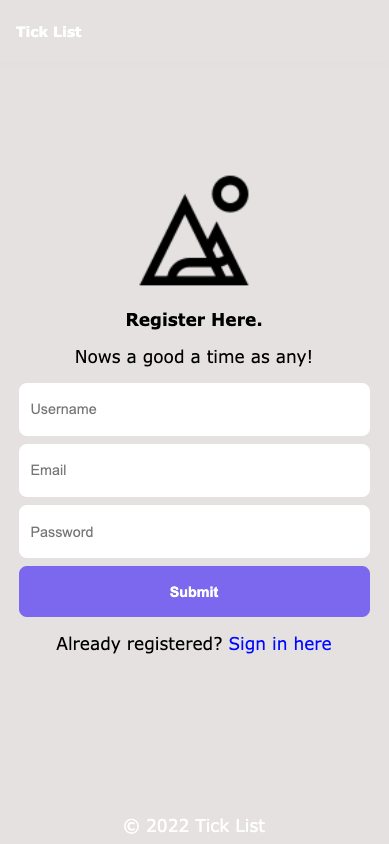 Tick List
Register Here.
Nows a good a time as any!
Username
Email
Password
Submit
Already registered? Sign in here
© 2022 Tick List